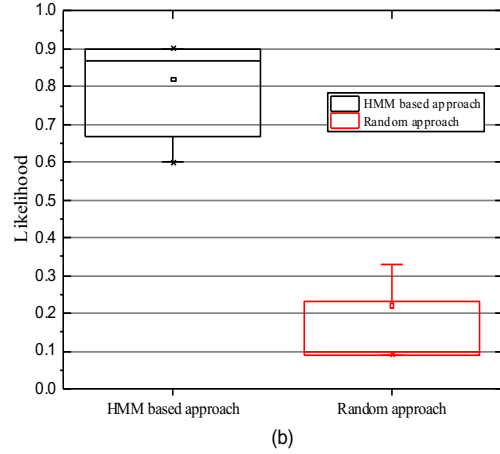 1.0
0.9
0.8
0.7
0.6
0.5
0.4
0.3
0.2
0.1
0.0
Likelihood
HMM based approach
Random approach
HMM based approach
Random approach
(b)